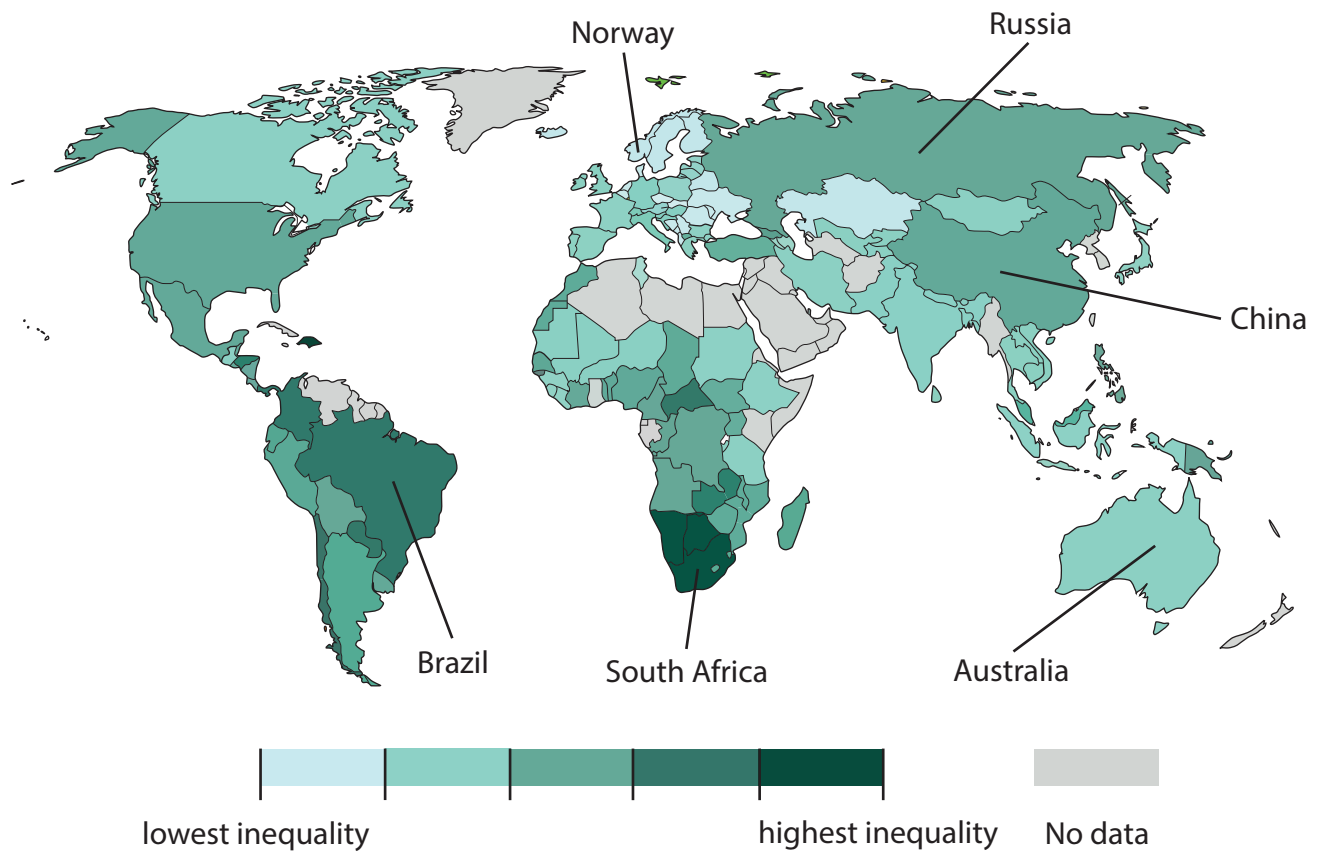 Norway
Russia
China
Brazil
South Africa
Australia
lowest inequality
highest inequality
No data